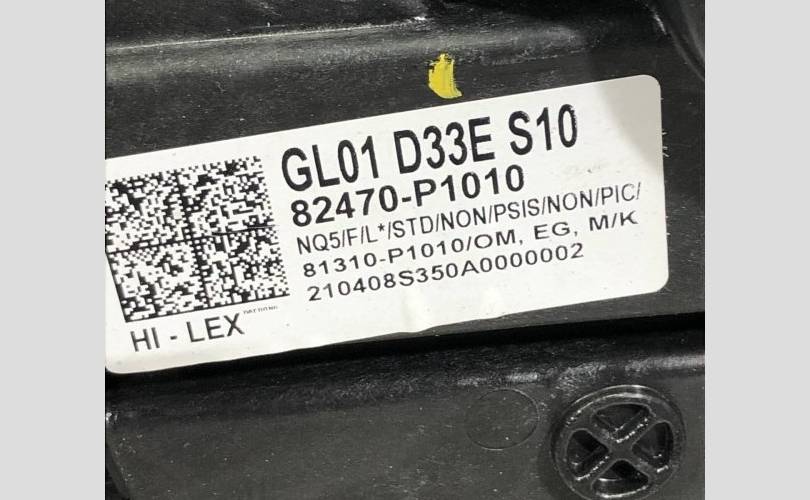 GL01 D33E S10
82470-P1010
NQ5/F/L*/STD/NON/PSIS/NON/PIC/
81310-P1010/OM, EG, M/K
210408S350A0000002
HI - LEX